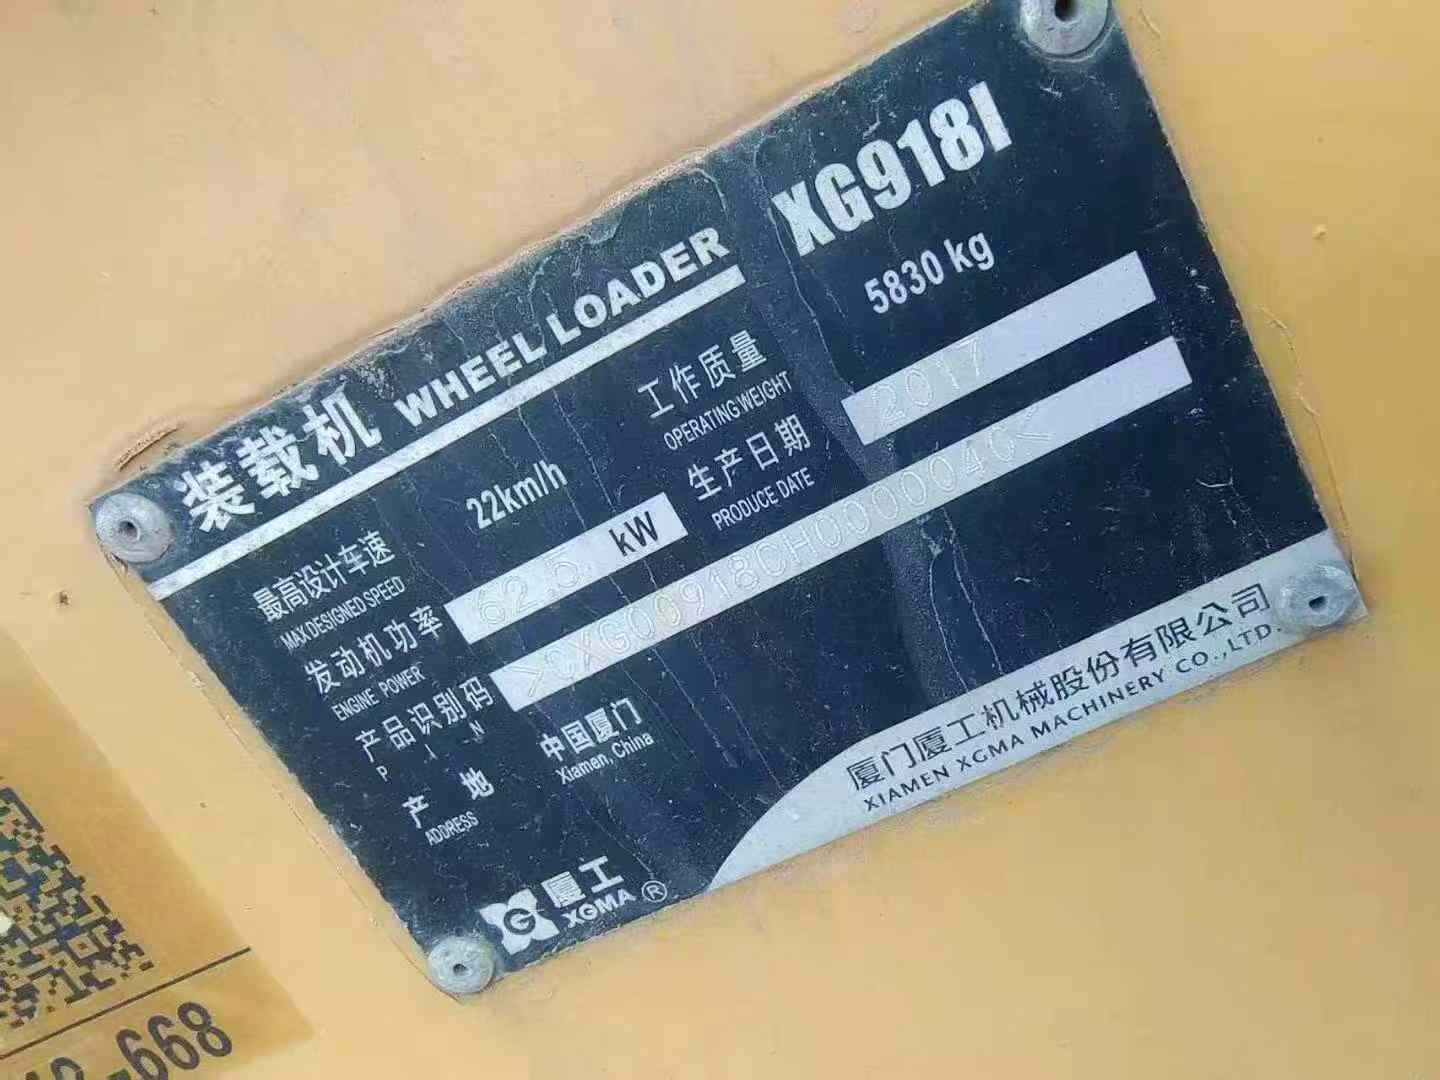 装载机 WHEEL LOADER XG918I
最高设计车速 22km/h 工作质量 5830 kg
MAX DESIGNED SPEED OPERATING WEIGHT
发动机功率 62.5 kW 生产日期 2017
ENGINE POWER PRODUCE DATE
产品识别码 >CXG00918CH000004C<
P I N
产 地 中国厦门
ADDRESS Xiamen, China
厦工
XGMA ®
厦门厦工机械股份有限公司
XIAMEN XGMA MACHINERY CO.,LTD.
-668